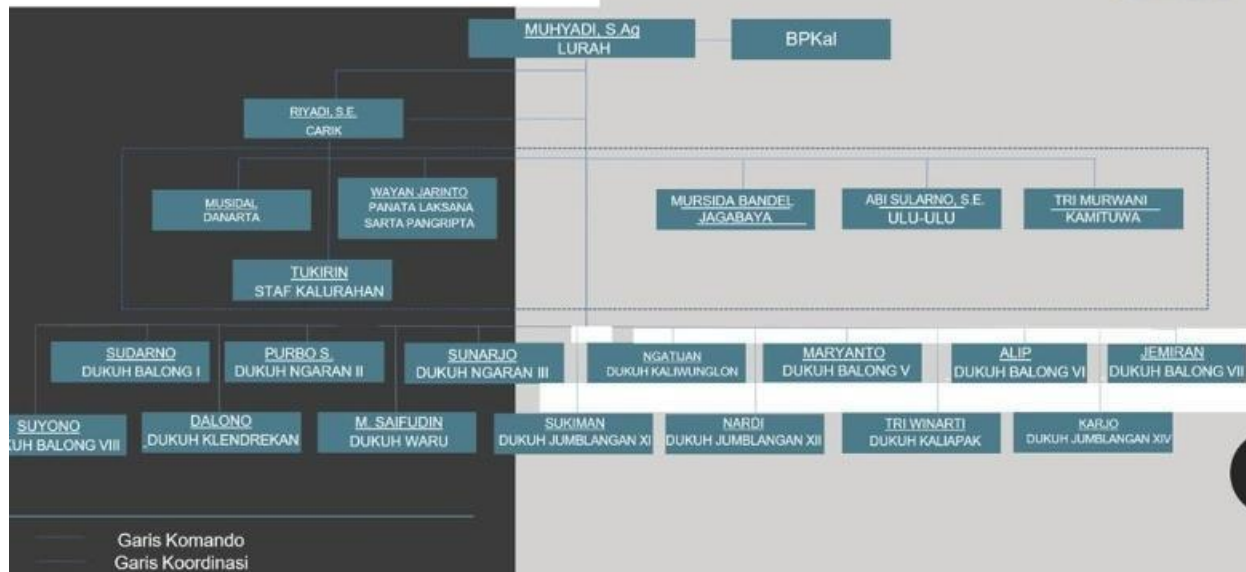 MUHYADI, S.Ag
LURAH
BPKal
RIYADI, S.E.
CARIK
MUSIDAL
DANARTA
WAYAN JARINTO
PANATA LAKSANA
SARTA PANGRIPTA
MURSIDA BANDEL
JAGABAYA
ABI SULARNO, S.E.
ULU-ULU
TRI MURWANI
KAMITUWA
TUKIRIN
STAF KALURAHAN
SUDARNO
DUKUH BALONG I
PURBO S.
DUKUH NGARAN II
SUNARJO
DUKUH NGARAN III
NGATIJAN
DUKUH KALIWUNGLON
MARYANTO
DUKUH BALONG V
ALIP
DUKUH BALONG VI
JEMIRAN
DUKUH BALONG VII
SUYONO
KUH BALONG VIII
DALONO
DUKUH KLENDREKAN
M. SAIFUDIN
DUKUH WARU
SUKIMAN
DUKUH JUMBLANGAN XI
NARDI
DUKUH JUMBLANGAN XII
TRI WINARTI
DUKUH KALIAPAK
KARJO
DUKUH JUMBLANGAN XIV
Garis Komando
Garis Koordinasi